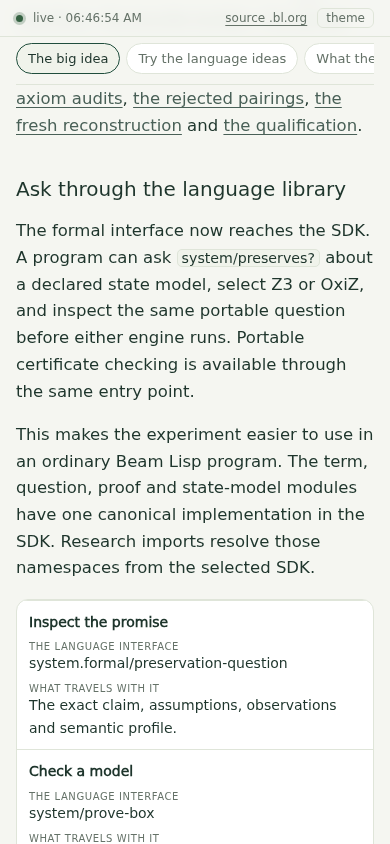 live · 06:46:54 AM
source .bl.org
theme
The big idea
Try the language ideas
What the
axiom audits, the rejected pairings, the
fresh reconstruction and the qualification.
Ask through the language library
The formal interface now reaches the SDK.
A program can ask system/preserves? about
a declared state model, select Z3 or OxiZ,
and inspect the same portable question
before either engine runs. Portable
certificate checking is available through
the same entry point.
This makes the experiment easier to use in
an ordinary Beam Lisp program. The term,
question, proof and state-model modules
have one canonical implementation in the
SDK. Research imports resolve those
namespaces from the selected SDK.
Inspect the promise
THE LANGUAGE INTERFACE
system.formal/preservation-question
WHAT TRAVELS WITH IT
The exact claim, assumptions, observations
and semantic profile.
Check a model
THE LANGUAGE INTERFACE
system/prove-box
WHAT TRAVELS WITH IT